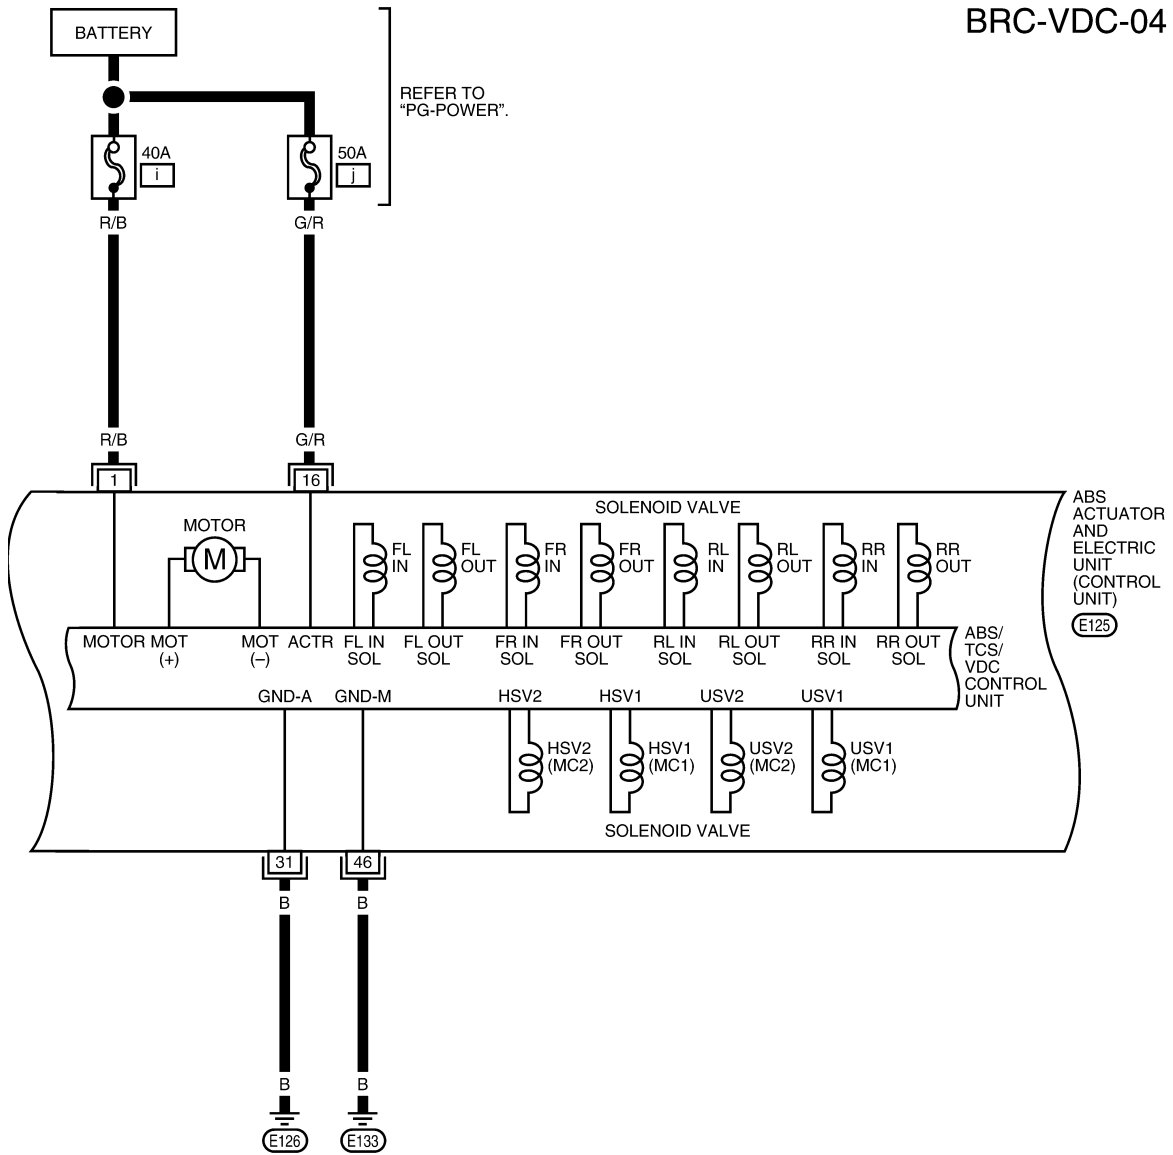 BRC-VDC-04
BATTERY
REFER TO
“PG-POWER”.
40A
i
50A
j
R/B
G/R
R/B
G/R
1
16
SOLENOID VALVE
MOTOR
M
FL
IN
FL
OUT
FR
IN
FR
OUT
RL
IN
RL
OUT
RR
IN
RR
OUT
ABS
ACTUATOR
AND
ELECTRIC
UNIT
(CONTROL
UNIT)
E125
MOTOR
MOT
(+)
MOT
(–)
ACTR
FL IN
SOL
FL OUT
SOL
FR IN
SOL
FR OUT
SOL
RL IN
SOL
RL OUT
SOL
RR IN
SOL
RR OUT
SOL
ABS/
TCS/
VDC
CONTROL
UNIT
GND-A
GND-M
HSV2
HSV1
USV2
USV1
HSV2
(MC2)
HSV1
(MC1)
USV2
(MC2)
USV1
(MC1)
SOLENOID VALVE
31
46
B
B
B
B
E126
E133